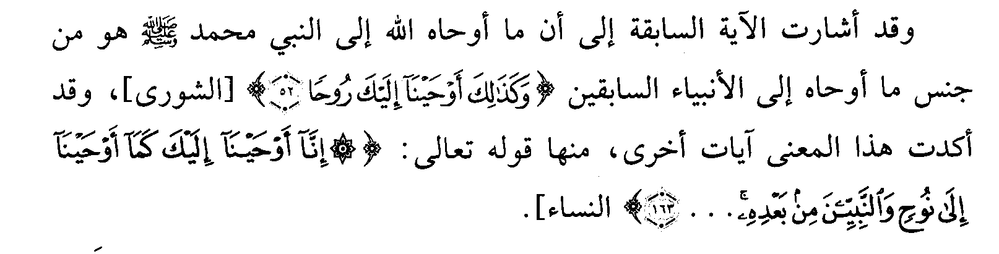 وقد أشارت الآية السابقة إلى أن ما أوحاه الله إلى النبي محمد ﷺ هو من
جنس ما أوحاه إلى الأنبياء السابقين ﴿وَكَذَٰلِكَ أَوْحَيْنَآ إِلَيْكَ رُوحًا ٥٢﴾ [الشورى]، وقد
أكدت هذا المعنى آيات أخرى، منها قوله تعالى: ﴿۞ إِنَّآ أَوْحَيْنَآ إِلَيْكَ كَمَآ أَوْحَيْنَآ
إِلَىٰ نُوحٍ وَٱلنَّبِيِّـۧنَ مِنۢ بَعْدِهِۦۚ... ١٦٣﴾ النساء].